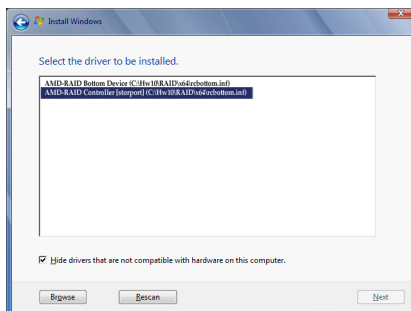 Install Windows
Select the driver to be installed.
AMD-RAID Bottom Device (C:\Hw10\RAID\x64\rcbottom.inf)
AMD-RAID Controller [storport] (C:\Hw10\RAID\x64\rcbottom.inf)
Hide drivers that are not compatible with hardware on this computer.
Browse Rescan Next